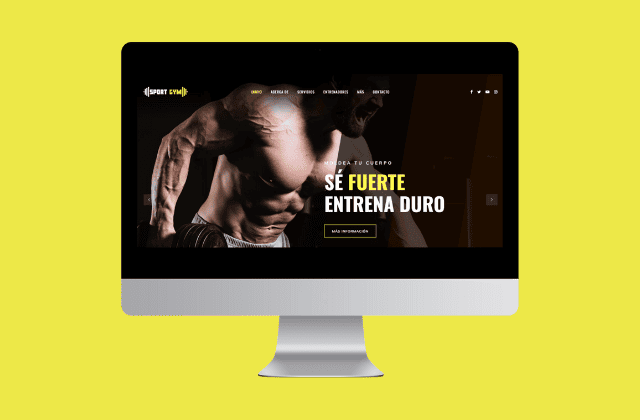 SPORT GYM
INICIO ACERCA DE SERVICIOS ENTRENADORES MÁS CONTACTO
MOLDEA TU CUERPO
SÉ FUERTE
ENTRENA DURO
MÁS INFORMACIÓN